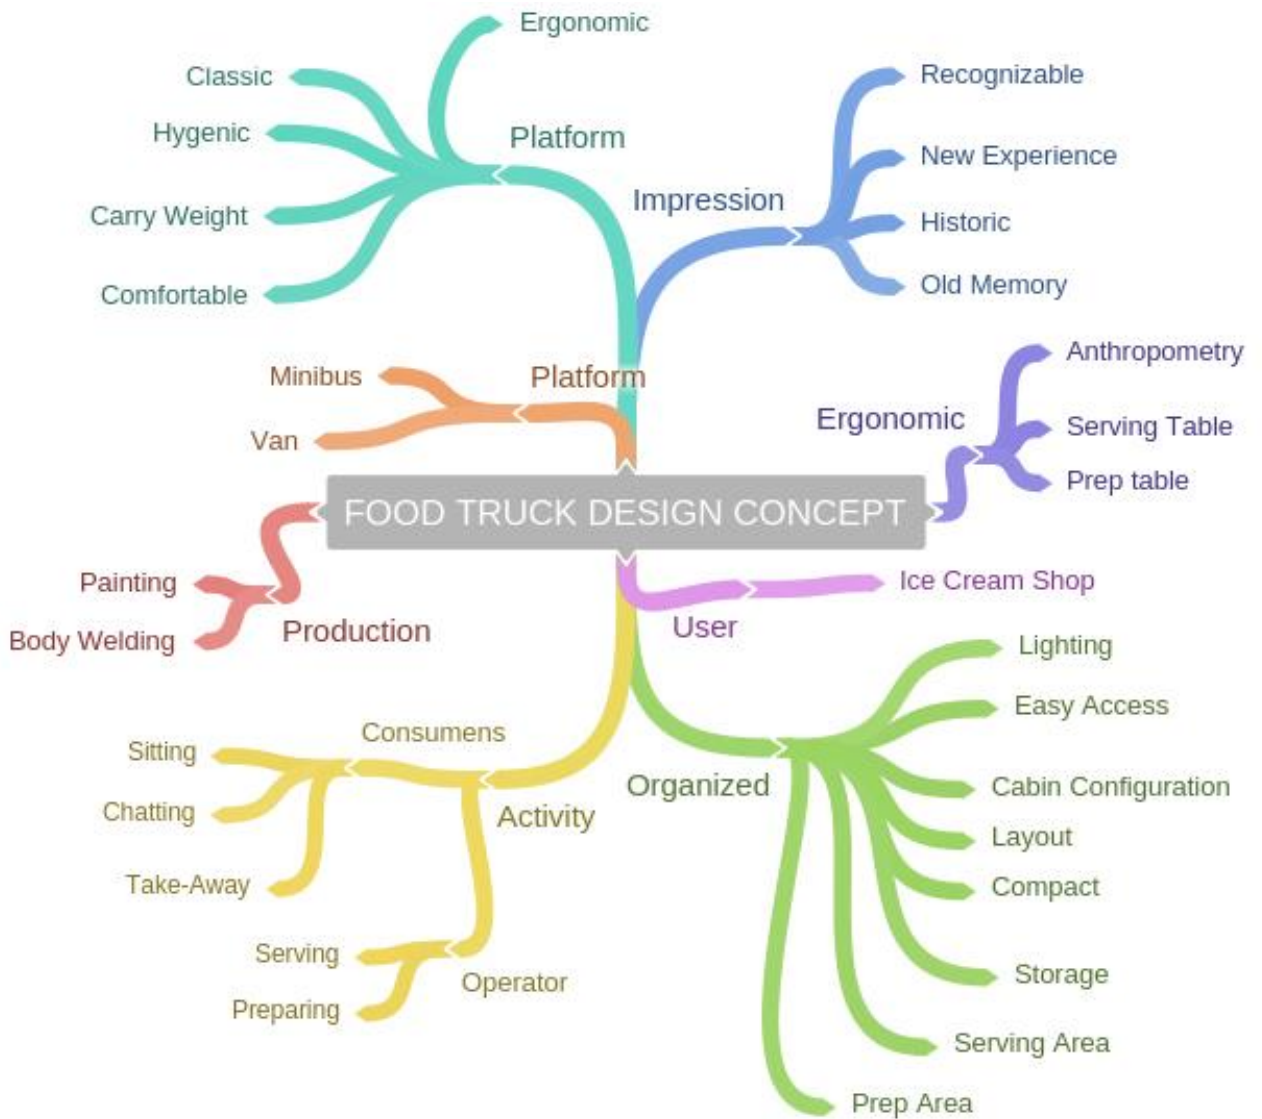 Ergonomic
Classic
Recognizable
Hygenic
Platform
New Experience
Impression
Carry Weight
Historic
Old Memory
Comfortable
Anthropometry
Minibus
Platform
Ergonomic
Serving Table
Van
Prep table
FOOD TRUCK DESIGN CONCEPT
Painting
Ice Cream Shop
Body Welding
Production
User
Lighting
Easy Access
Consumens
Sitting
Organized
Cabin Configuration
Chatting
Activity
Layout
Take-Away
Compact
Serving
Storage
Operator
Preparing
Serving Area
Prep Area